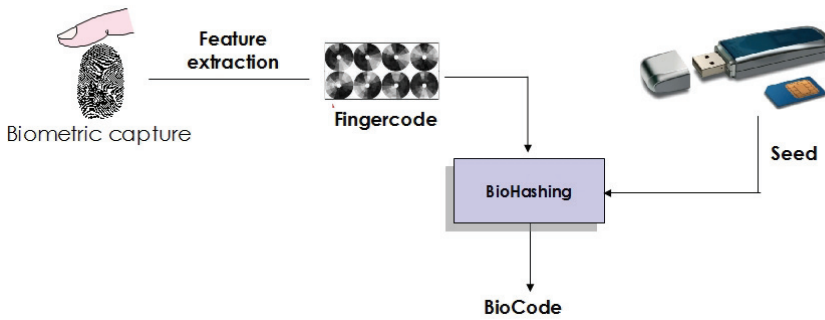 Feature
extraction
Biometric capture
Fingercode
Seed
BioHashing
BioCode